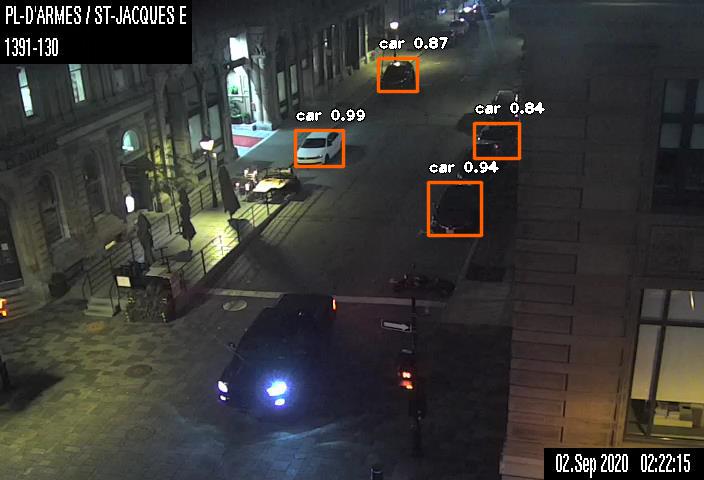 PL-D'ARMES / ST-JACQUES E
1391-130
car 0.87
car 0.99
car 0.84
car 0.94
02.Sep 2020 02:22:15